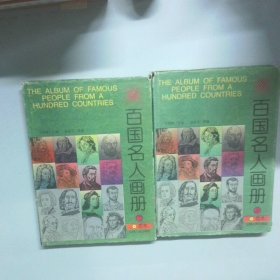 THE ALBUM OF FAMOUS
PEOPLE FROM A
HUNDRED COUNTRIES
百国名人画册
THE ALBUM OF FAMOUS
PEOPLE FROM A
HUNDRED COUNTRIES
百国名人画册